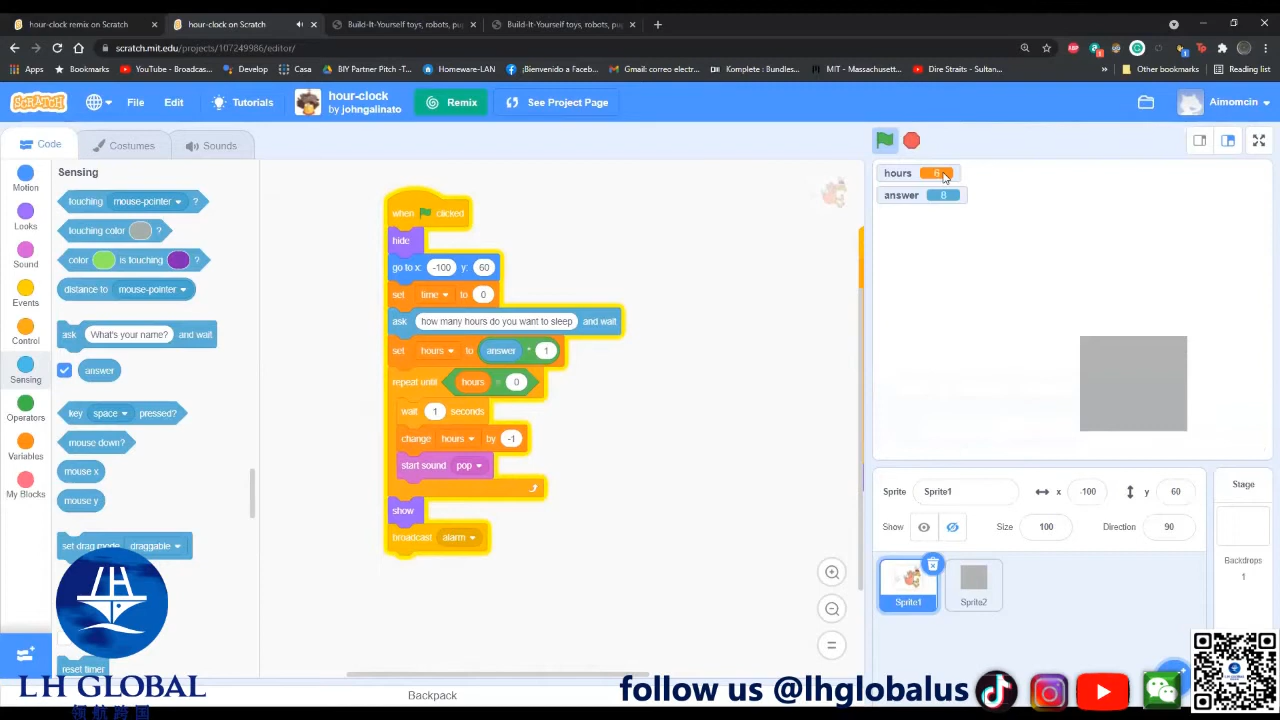 hour-clock remix on Scratch
hour-clock on Scratch
Build-It-Yourself toys, robots, pup
Build-It-Yourself toys, robots, pup
scratch.mit.edu/projects/107249986/editor/
Apps
Bookmarks
YouTube - Broadcas...
Develop
Casa
BIY Partner Pitch -T...
Homeware-LAN
¡Bienvenido a Faceb...
Gmail: correo electr...
Komplete : Bundles...
MIT - Massachusett...
Dire Straits - Sultan...
Other bookmarks
Reading list
SCRATCH
File
Edit
Tutorials
hour-clock
by johngalinato
Remix
See Project Page
Aimomcin
Code
Costumes
Sounds
Motion
Looks
Sound
Events
Control
Sensing
Operators
Variables
My Blocks
Sensing
touching mouse-pointer ?
touching color ?
color is touching ?
distance to mouse-pointer
ask What's your name? and wait
answer
key space pressed?
mouse down?
mouse x
mouse y
set drag mode draggable
reset timer
when clicked
hide
go to x: -100 y: 60
set time to 0
ask how many hours do you want to sleep and wait
set hours to answer * 1
repeat until hours = 0
wait 1 seconds
change hours by -1
start sound pop
show
broadcast alarm
hours 6
answer 8
Sprite Sprite1 x -100 y 60
Show Size 100 Direction 90
Sprite1
Sprite2
Stage
Backdrops
1
Backpack
LH
LH GLOBAL
领航跨国
follow us @lhglobalus